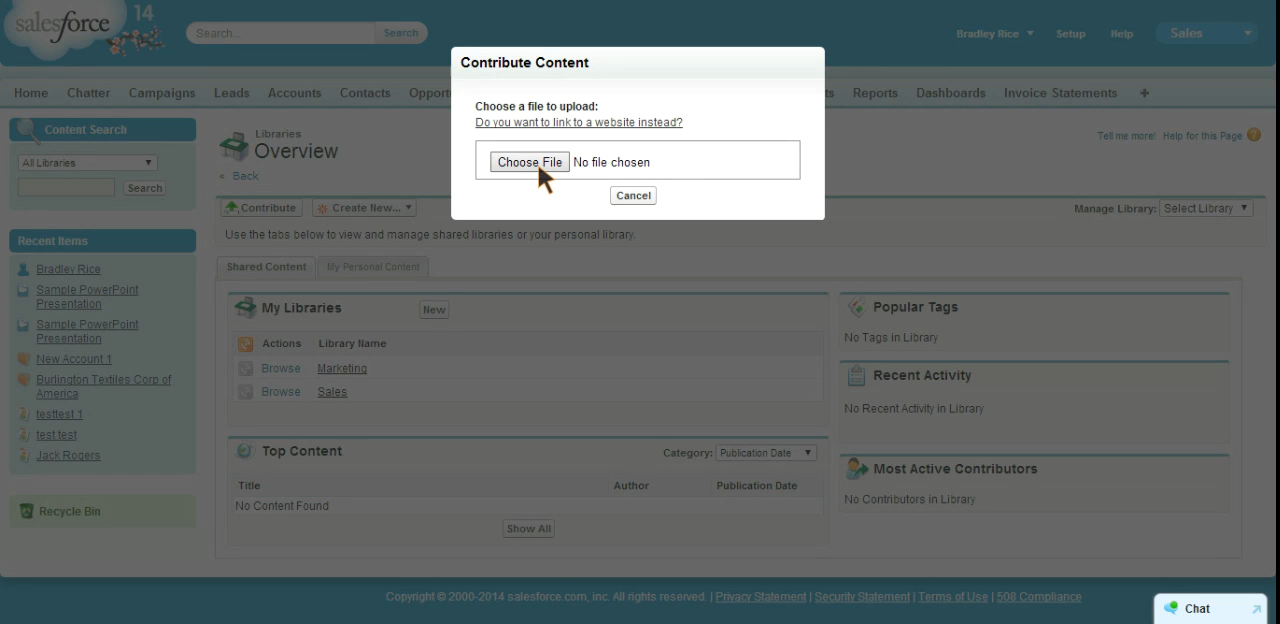 salesforce
14
Search...
Search
Bradley Rice
Setup
Help
Sales
Home
Chatter
Campaigns
Leads
Accounts
Contacts
Reports
Dashboards
Invoice Statements
+
Contribute Content
Choose a file to upload:
Do you want to link to a website instead?
Choose File No file chosen
Cancel
Content Search
All Libraries
Search
Recent Items
Bradley Rice
Sample PowerPoint
Presentation
Sample PowerPoint
Presentation
New Account 1
Burlington Textiles Corp of
America
testtest 1
test test
Jack Rogers
Recycle Bin
Libraries
Overview
« Back
Tell me more!
Help for this Page
Contribute
Create New...
Manage Library:
Select Library
Use the tabs below to view and manage shared libraries or your personal library.
Shared Content
My Personal Content
My Libraries
New
Actions
Library Name
Browse
Marketing
Browse
Sales
Top Content
Category:
Publication Date
Title
Author
Publication Date
No Content Found
Show All
Popular Tags
No Tags in Library
Recent Activity
No Recent Activity in Library
Most Active Contributors
No Contributors in Library
Copyright © 2000-2014 salesforce.com, inc. All rights reserved. | Privacy Statement | Security Statement | Terms of Use | 508 Compliance
Chat